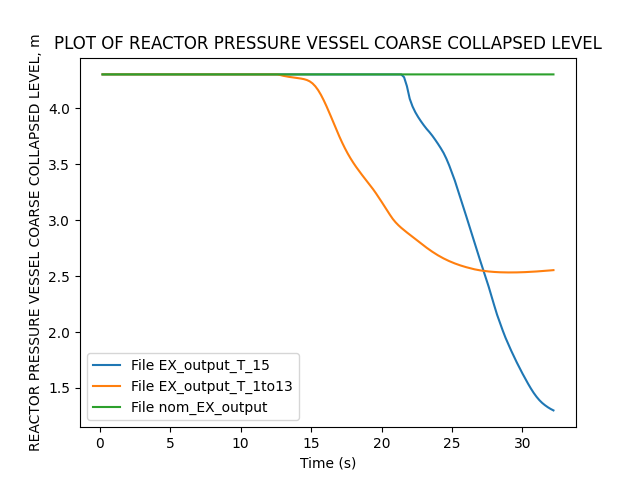 PLOT OF REACTOR PRESSURE VESSEL COARSE COLLAPSED LEVEL
REACTOR PRESSURE VESSEL COARSE COLLAPSED LEVEL, m
4.0
3.5
3.0
2.5
2.0
1.5
File EX_output_T_15
File EX_output_T_1to13
File nom_EX_output
0 5 10 15 20 25 30
Time (s)